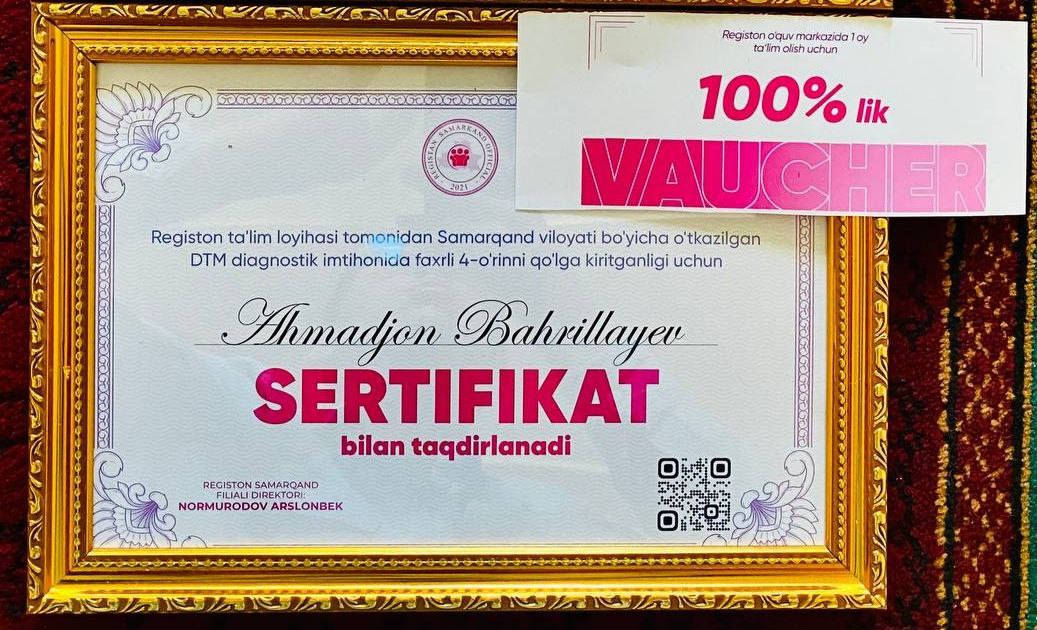 Registon o'quv markazida 1 oy
ta'lim olish uchun
100% lik
VAUCHER
REGISTAN SAMARKAND OFFICIAL
2021
Registon ta'lim loyihasi tomonidan Samarqand viloyati bo'yicha o'tkazilgan
DTM diagnostik imtihonida faxrli 4-o'rinni qo'lga kiritganligi uchun
Ahmadjon Bahrillayev
SERTIFIKAT
bilan taqdirlanadi
REGISTON SAMARQAND
FILIALI DIREKTORI:
NORMURODOV ARSLONBEK